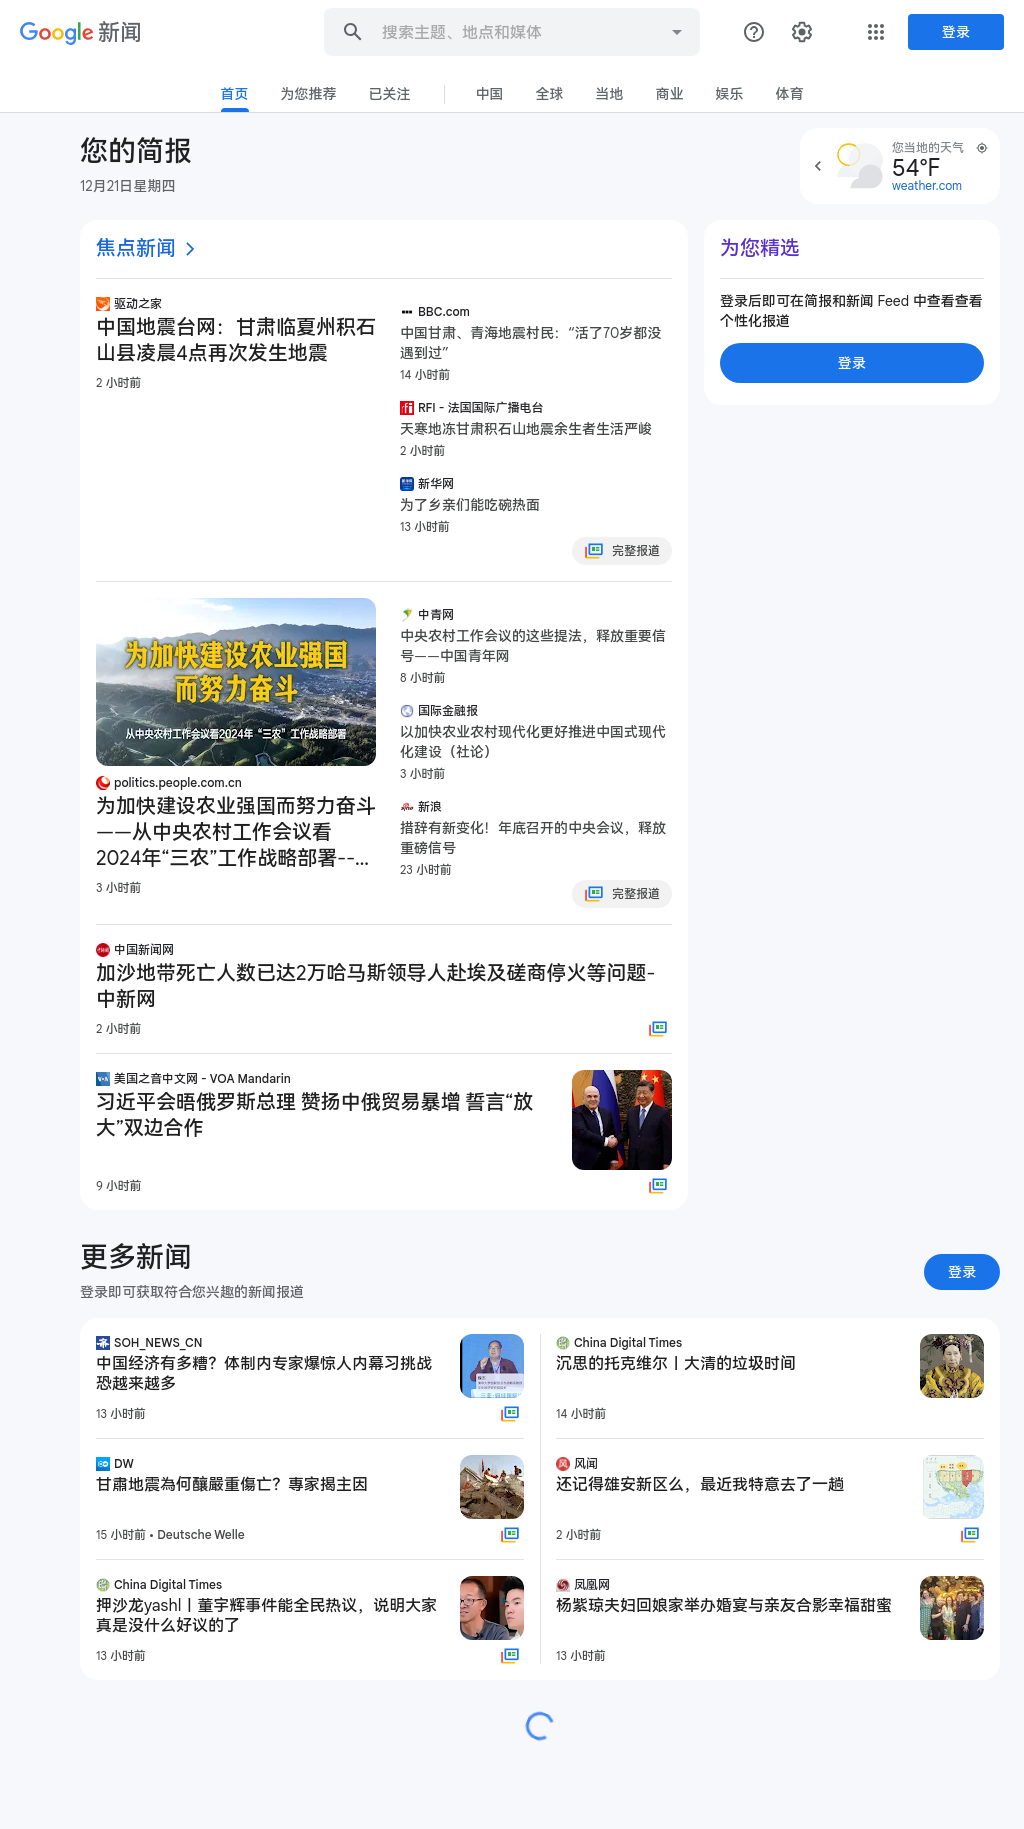 Google 新闻
搜索主题、地点和媒体
登录
首页
为您推荐
已关注
中国
全球
当地
商业
娱乐
体育
您的简报
12月21日星期四
您当地的天气
54°F
weather.com
焦点新闻
驱动之家
中国地震台网：甘肃临夏州积石
山县凌晨4点再次发生地震
2 小时前
BBC.com
中国甘肃、青海地震村民：“活了70岁都没
遇到过”
14 小时前
RFI - 法国国际广播电台
天寒地冻甘肃积石山地震余生者生活严峻
2 小时前
新华网
为了乡亲们能吃碗热面
13 小时前
完整报道
为您精选
登录后即可在简报和新闻 Feed 中查看查看
个性化报道
登录
为加快建设农业强国
而努力奋斗
从中央农村工作会议看2024年“三农”工作战略部署
politics.people.com.cn
为加快建设农业强国而努力奋斗
——从中央农村工作会议看
2024年“三农”工作战略部署--...
3 小时前
中青网
中央农村工作会议的这些提法，释放重要信
号——中国青年网
8 小时前
国际金融报
以加快农业农村现代化更好推进中国式现代
化建设（社论）
3 小时前
新浪
措辞有新变化！年底召开的中央会议，释放
重磅信号
23 小时前
完整报道
中国新闻网
加沙地带死亡人数已达2万哈马斯领导人赴埃及磋商停火等问题-
中新网
2 小时前
美国之音中文网 - VOA Mandarin
习近平会晤俄罗斯总理 赞扬中俄贸易暴增 誓言“放
大”双边合作
9 小时前
更多新闻
登录即可获取符合您兴趣的新闻报道
登录
SOH_NEWS_CN
中国经济有多糟？体制内专家爆惊人内幕习挑战
恐越来越多
13 小时前
China Digital Times
沉思的托克维尔丨大清的垃圾时间
14 小时前
DW
甘肃地震為何釀嚴重傷亡？專家揭主因
15 小时前 • Deutsche Welle
风闻
还记得雄安新区么，最近我特意去了一趟
2 小时前
China Digital Times
押沙龙yashl丨董宇辉事件能全民热议，说明大家
真是没什么好议的了
13 小时前
凤凰网
杨紫琼夫妇回娘家举办婚宴与亲友合影幸福甜蜜
13 小时前